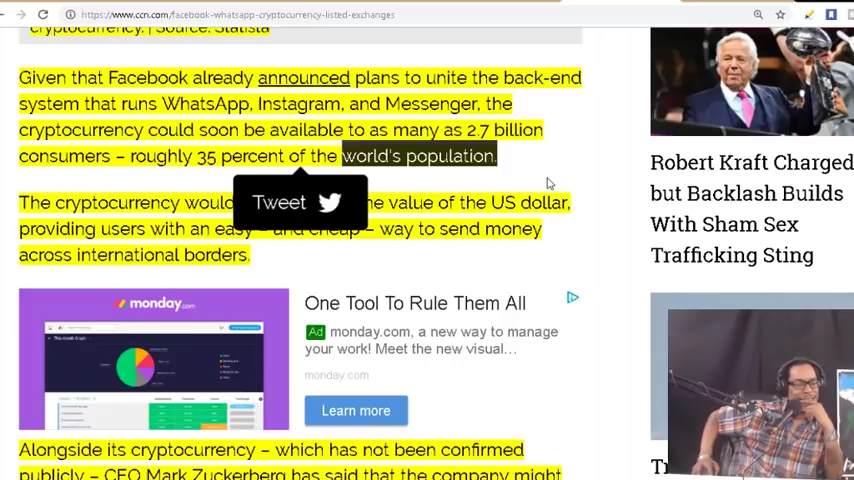 https://www.ccn.com/facebook-whatsapp-cryptocurrency-listed-exchanges
cryptocurrency. | Source: Statista
Given that Facebook already announced plans to unite the back-end
system that runs WhatsApp, Instagram, and Messenger, the
cryptocurrency could soon be available to as many as 2.7 billion
consumers – roughly 35 percent of the world's population.
Tweet
The cryptocurrency would the value of the US dollar,
providing users with an easy – and cheap – way to send money
across international borders.
monday.com
One Tool To Rule Them All
Ad monday.com, a new way to manage
your work! Meet the new visual...
monday.com
Learn more
Alongside its cryptocurrency – which has not been confirmed
publicly – CEO Mark Zuckerberg has said that the company might
Robert Kraft Charged
but Backlash Builds
With Sham Sex
Trafficking Sting